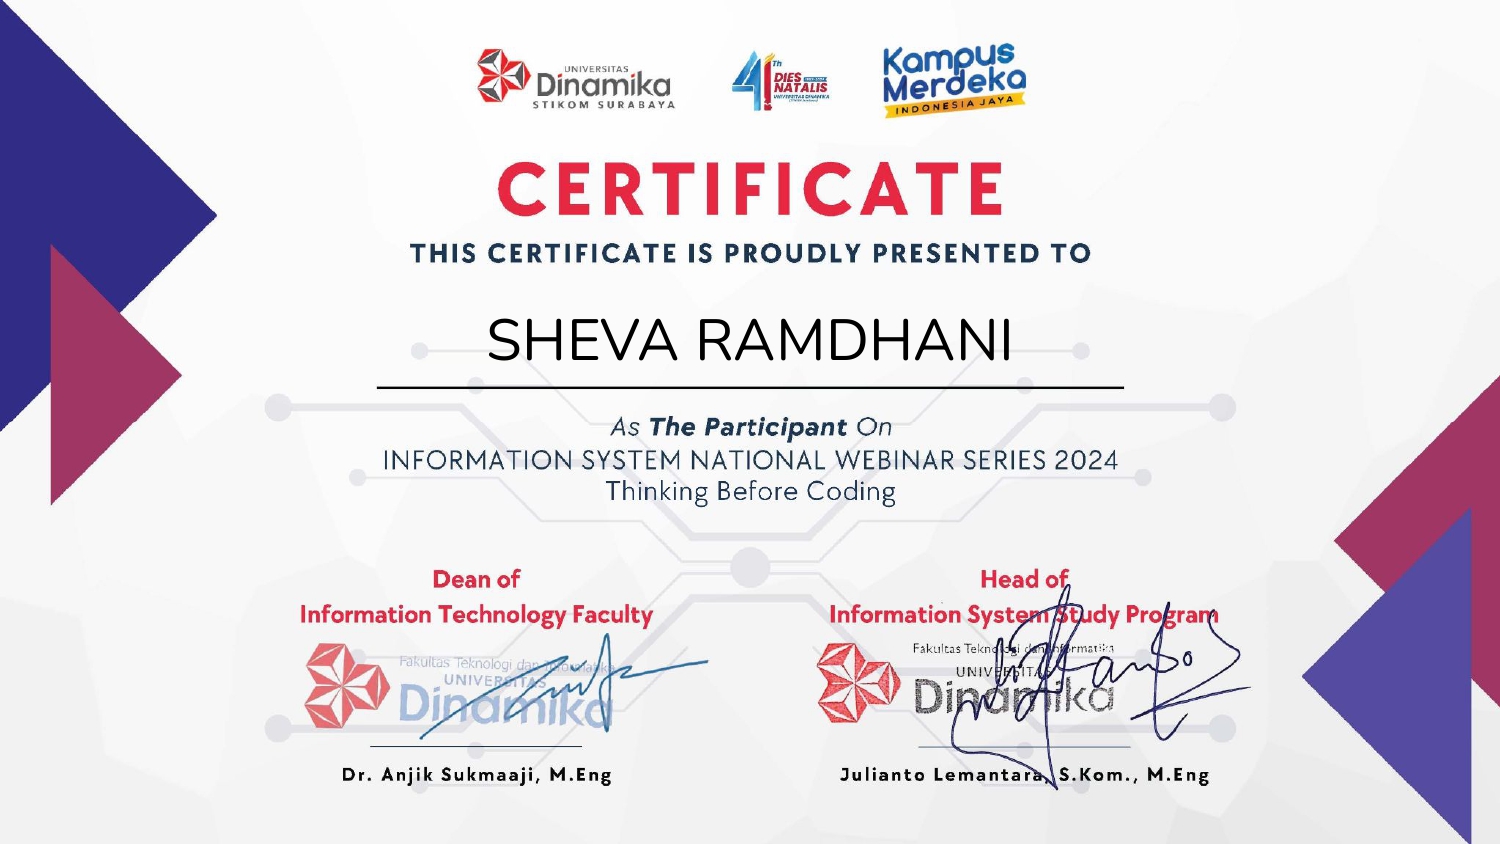 UNIVERSITAS
Dinamika
STIKOM SURABAYA
41 Th
DIES
NATALIS
UNIVERSITAS DINAMIKA
Kampus
Merdeka
INDONESIA JAYA
CERTIFICATE
THIS CERTIFICATE IS PROUDLY PRESENTED TO
SHEVA RAMDHANI
As The Participant On
INFORMATION SYSTEM NATIONAL WEBINAR SERIES 2024
Thinking Before Coding
Dean of
Information Technology Faculty
Fakultas Teknologi dan Informatika
UNIVERSITAS
Dinamika
Dr. Anjik Sukmaaji, M.Eng
Head of
Information System Study Program
Fakultas Teknologi dan Informatika
UNIVERSITAS
Dinamika
Julianto Lemantara, S.Kom., M.Eng